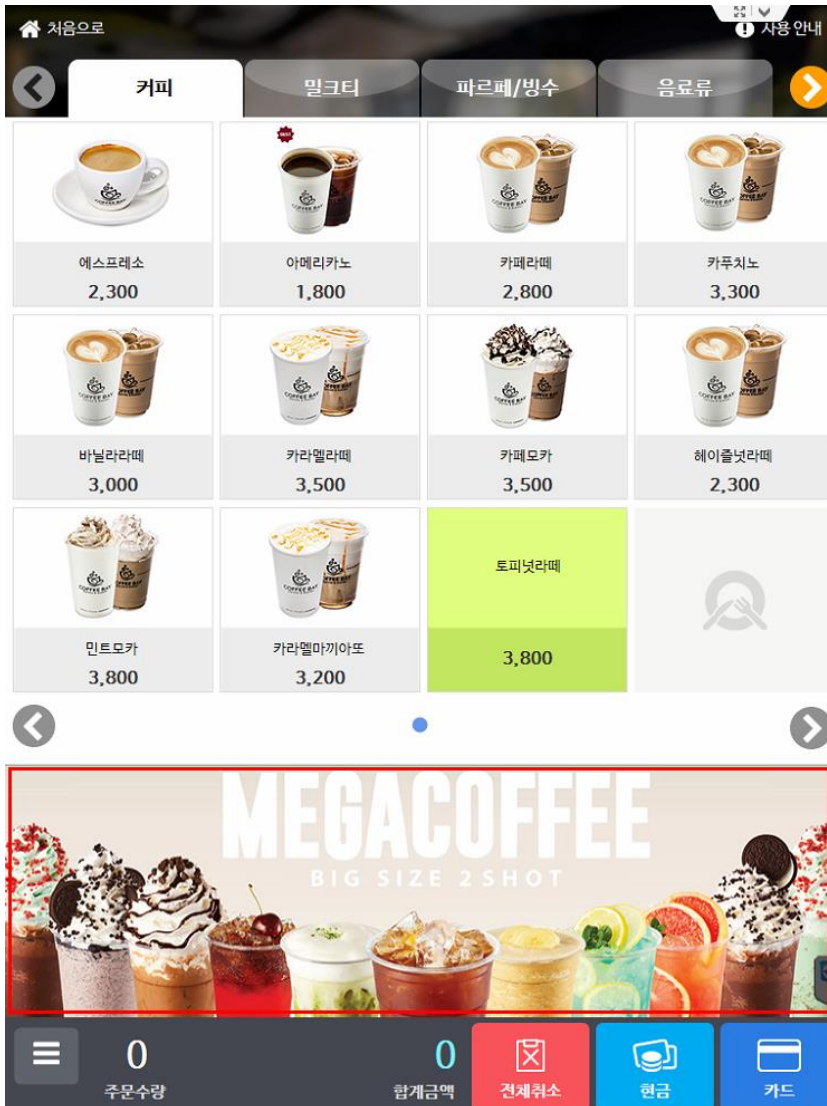 처음으로
사용 안내
커피
밀크티
파르페/빙수
음료류
BEST
에스프레소
2,300
아메리카노
1,800
카페라떼
2,800
카푸치노
3,300
바닐라라떼
3,000
카라멜라떼
3,500
카페모카
3,500
헤이즐넛라떼
2,300
민트모카
3,800
카라멜마끼아또
3,200
토피넛라떼
3,800
COFFEE BAY
MEGACOFFEE
BIG SIZE 2 SHOT
0
주문수량
0
합계금액
전체취소
현금
카드